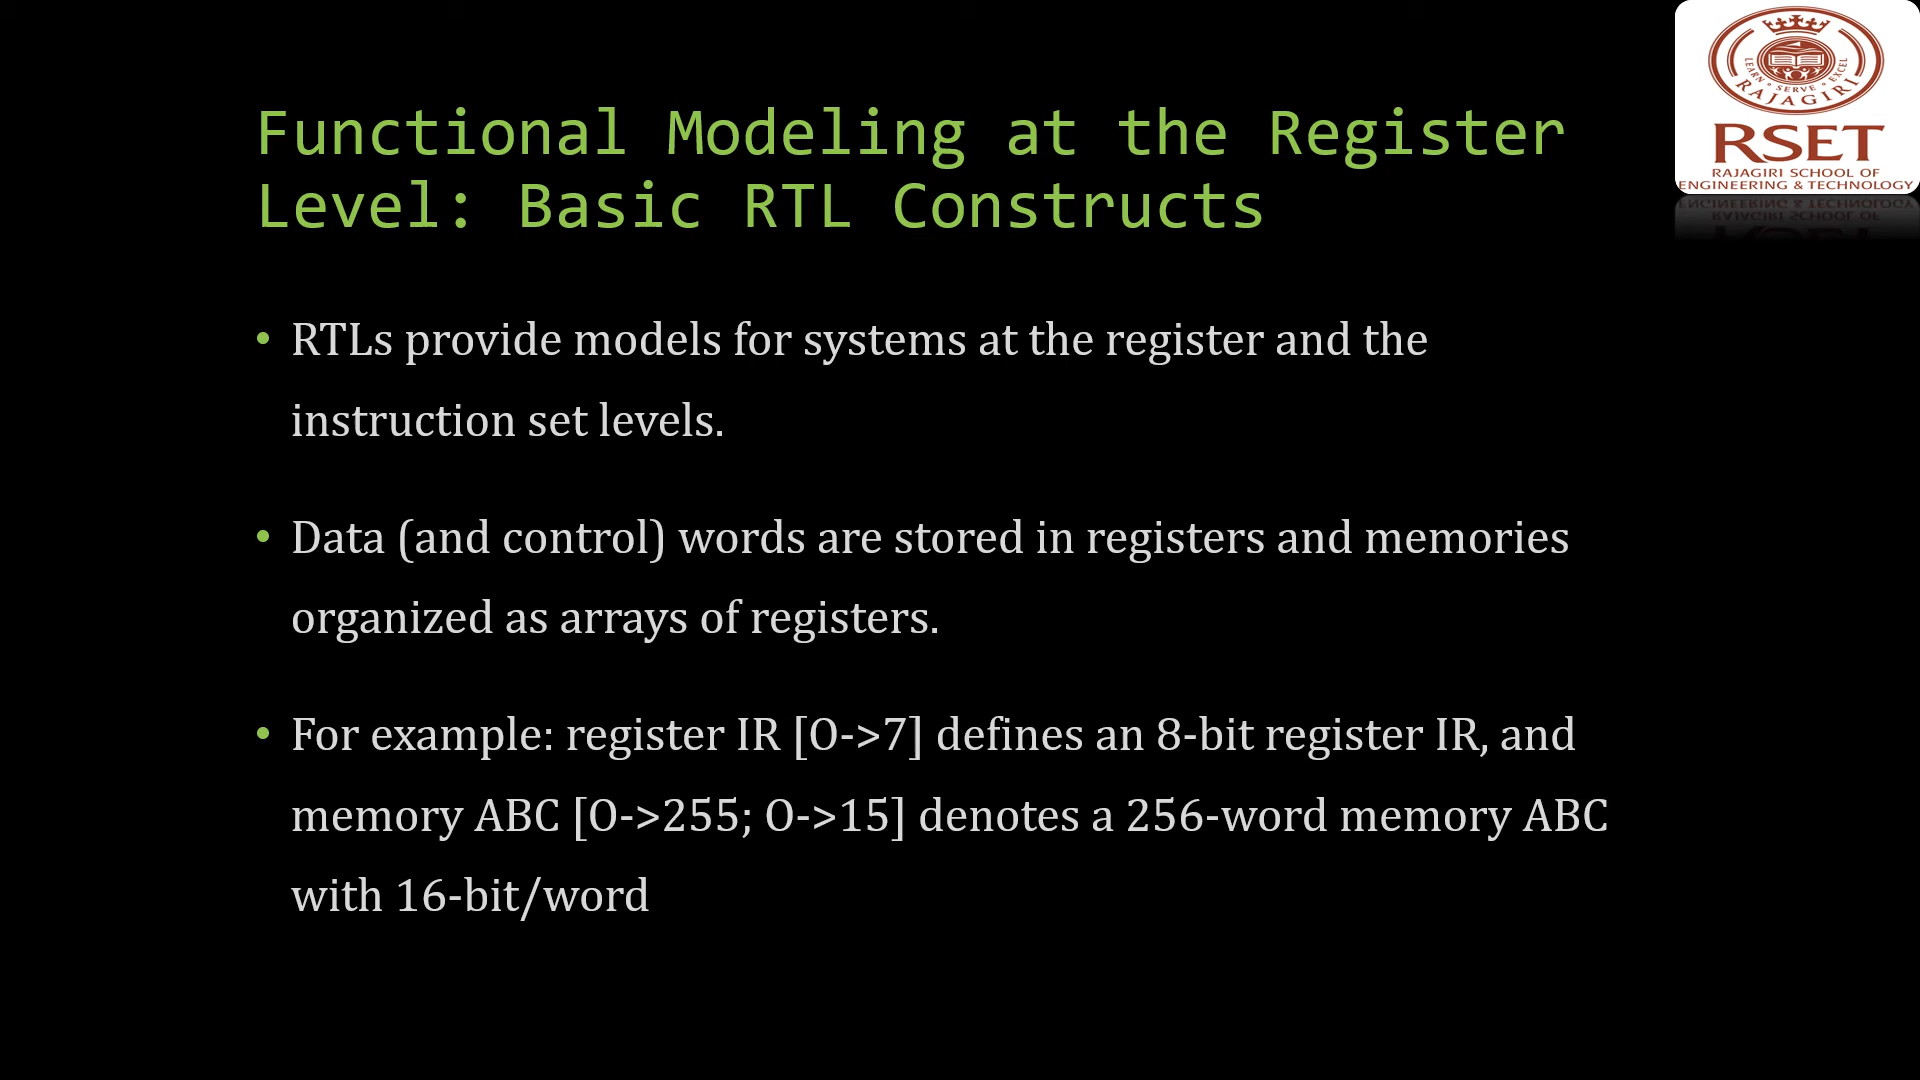 Functional Modeling at the Register
Level: Basic RTL Constructs
LEARN • SERVE • EXCEL
RAJAGIRI
RSET
RAJAGIRI SCHOOL OF
ENGINEERING & TECHNOLOGY
• RTLs provide models for systems at the register and the
instruction set levels.
• Data (and control) words are stored in registers and memories
organized as arrays of registers.
• For example: register IR [O->7] defines an 8-bit register IR, and
memory ABC [O->255; O->15] denotes a 256-word memory ABC
with 16-bit/word